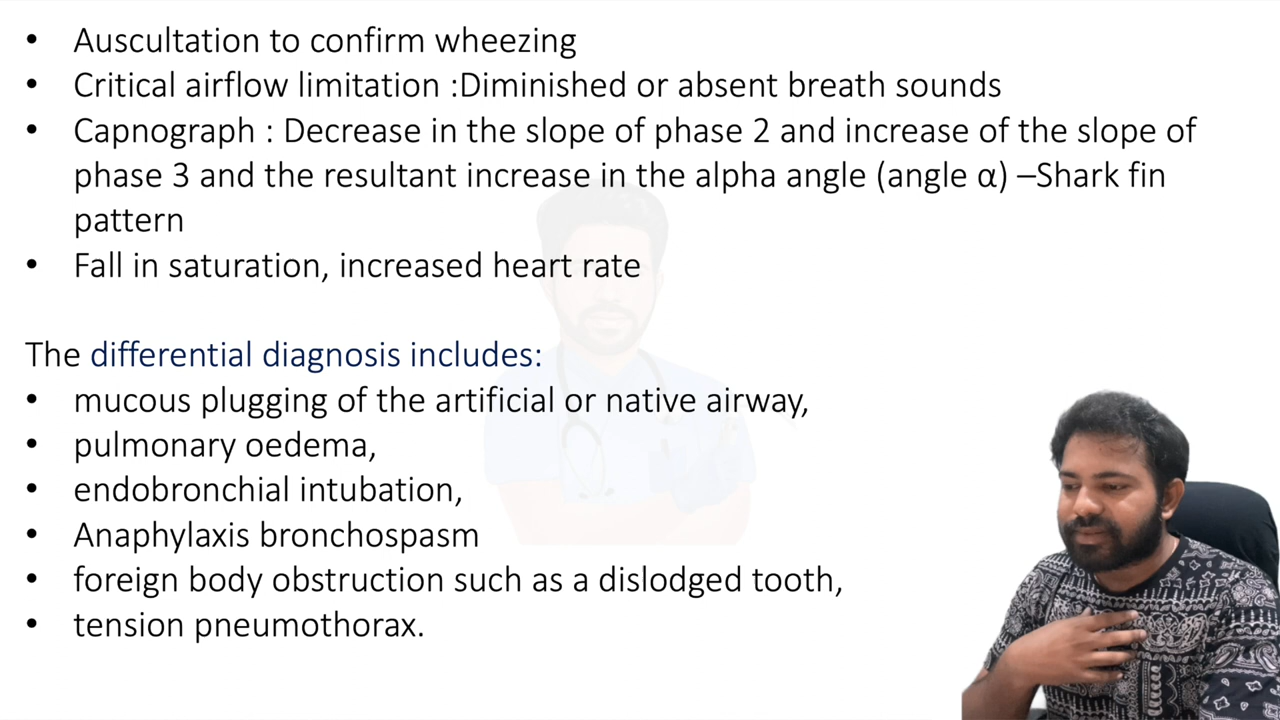 • Auscultation to confirm wheezing
• Critical airflow limitation :Diminished or absent breath sounds
• Capnograph : Decrease in the slope of phase 2 and increase of the slope of
phase 3 and the resultant increase in the alpha angle (angle α) –Shark fin
pattern
• Fall in saturation, increased heart rate
The differential diagnosis includes:
• mucous plugging of the artificial or native airway,
• pulmonary oedema,
• endobronchial intubation,
• Anaphylaxis bronchospasm
• foreign body obstruction such as a dislodged tooth,
• tension pneumothorax.